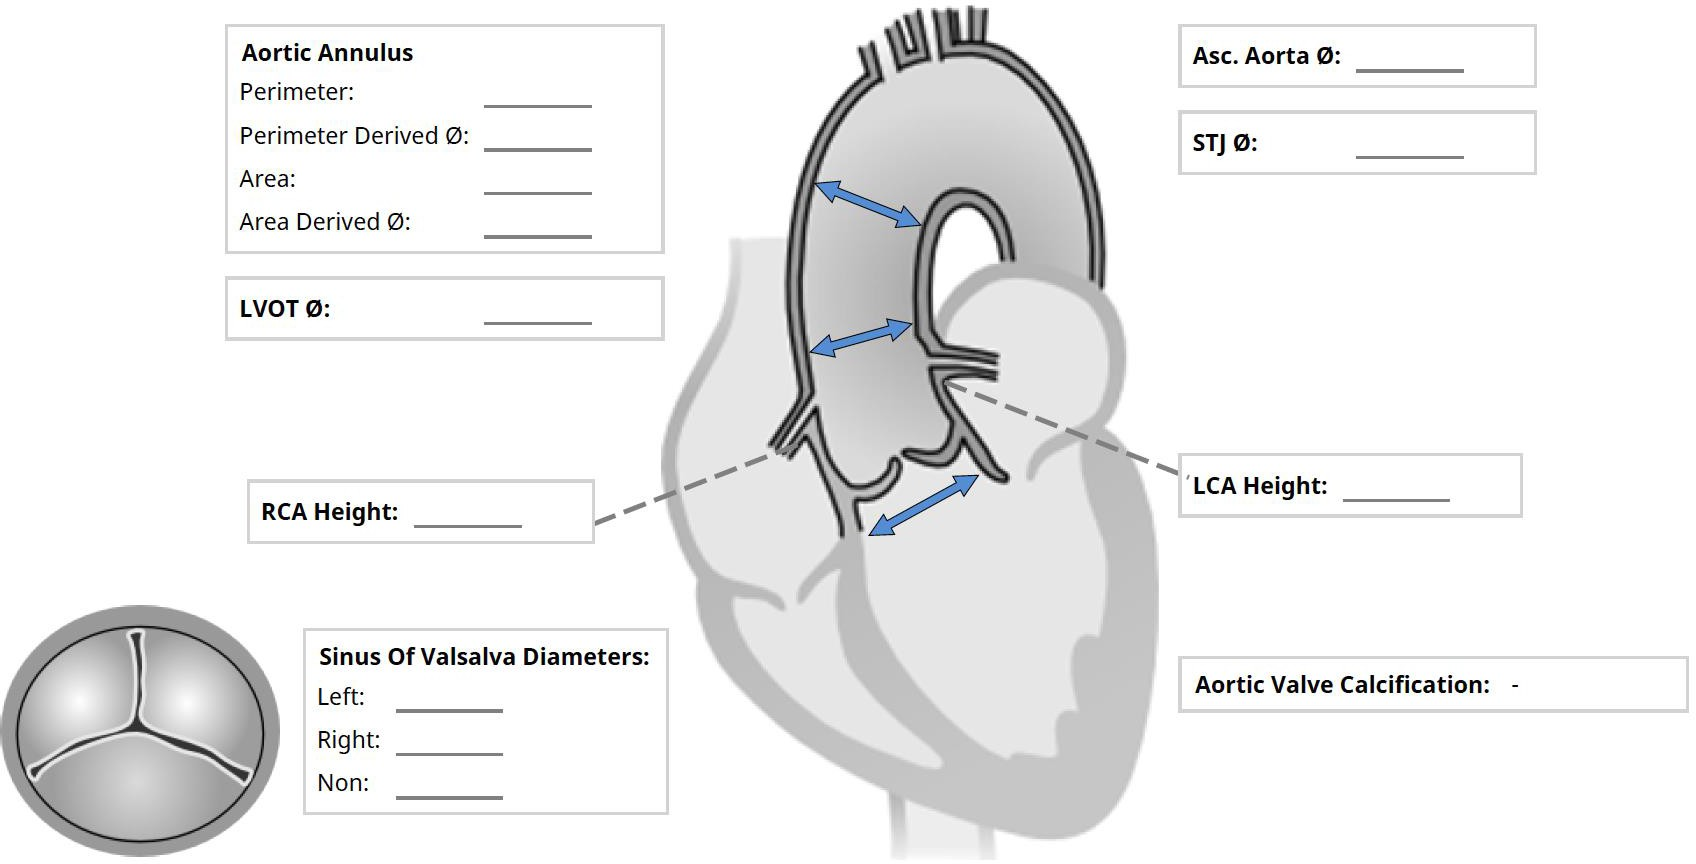 Aortic Annulus
Perimeter:
Perimeter Derived Ø:
Area:
Area Derived Ø:
LVOT Ø:
Asc. Aorta Ø:
STJ Ø:
RCA Height:
LCA Height:
Sinus Of Valsalva Diameters:
Left:
Right:
Non:
Aortic Valve Calcification: -